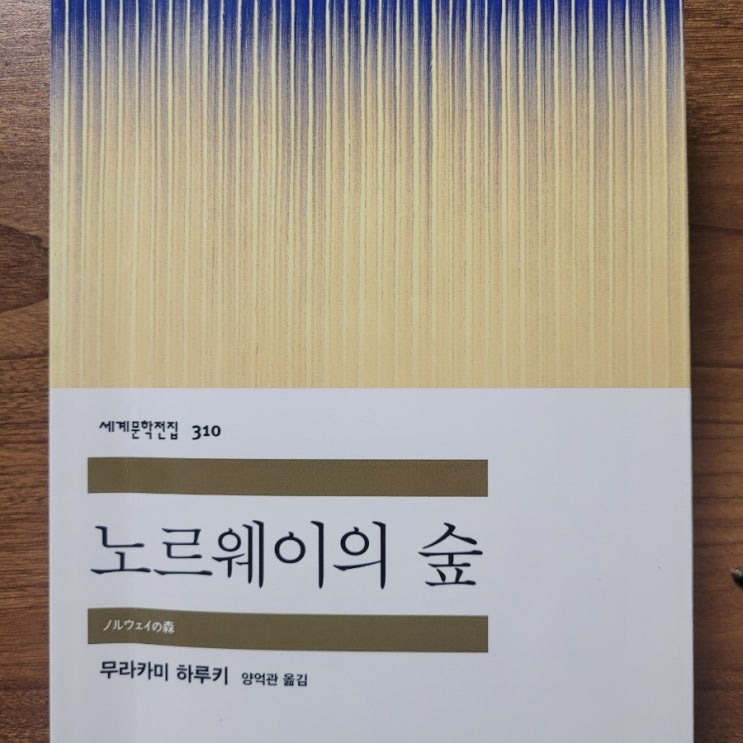 세계문학전집 310
노르웨이의 숲
ノルウェイの森
무라카미 하루키 양억관 옮김